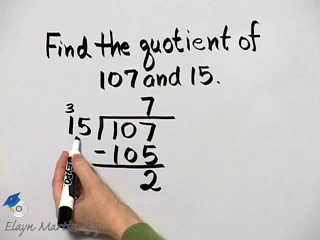 Find the quotient of
107 and 15.
3 7
15)107
-105
2
Elayn Martin-Gay